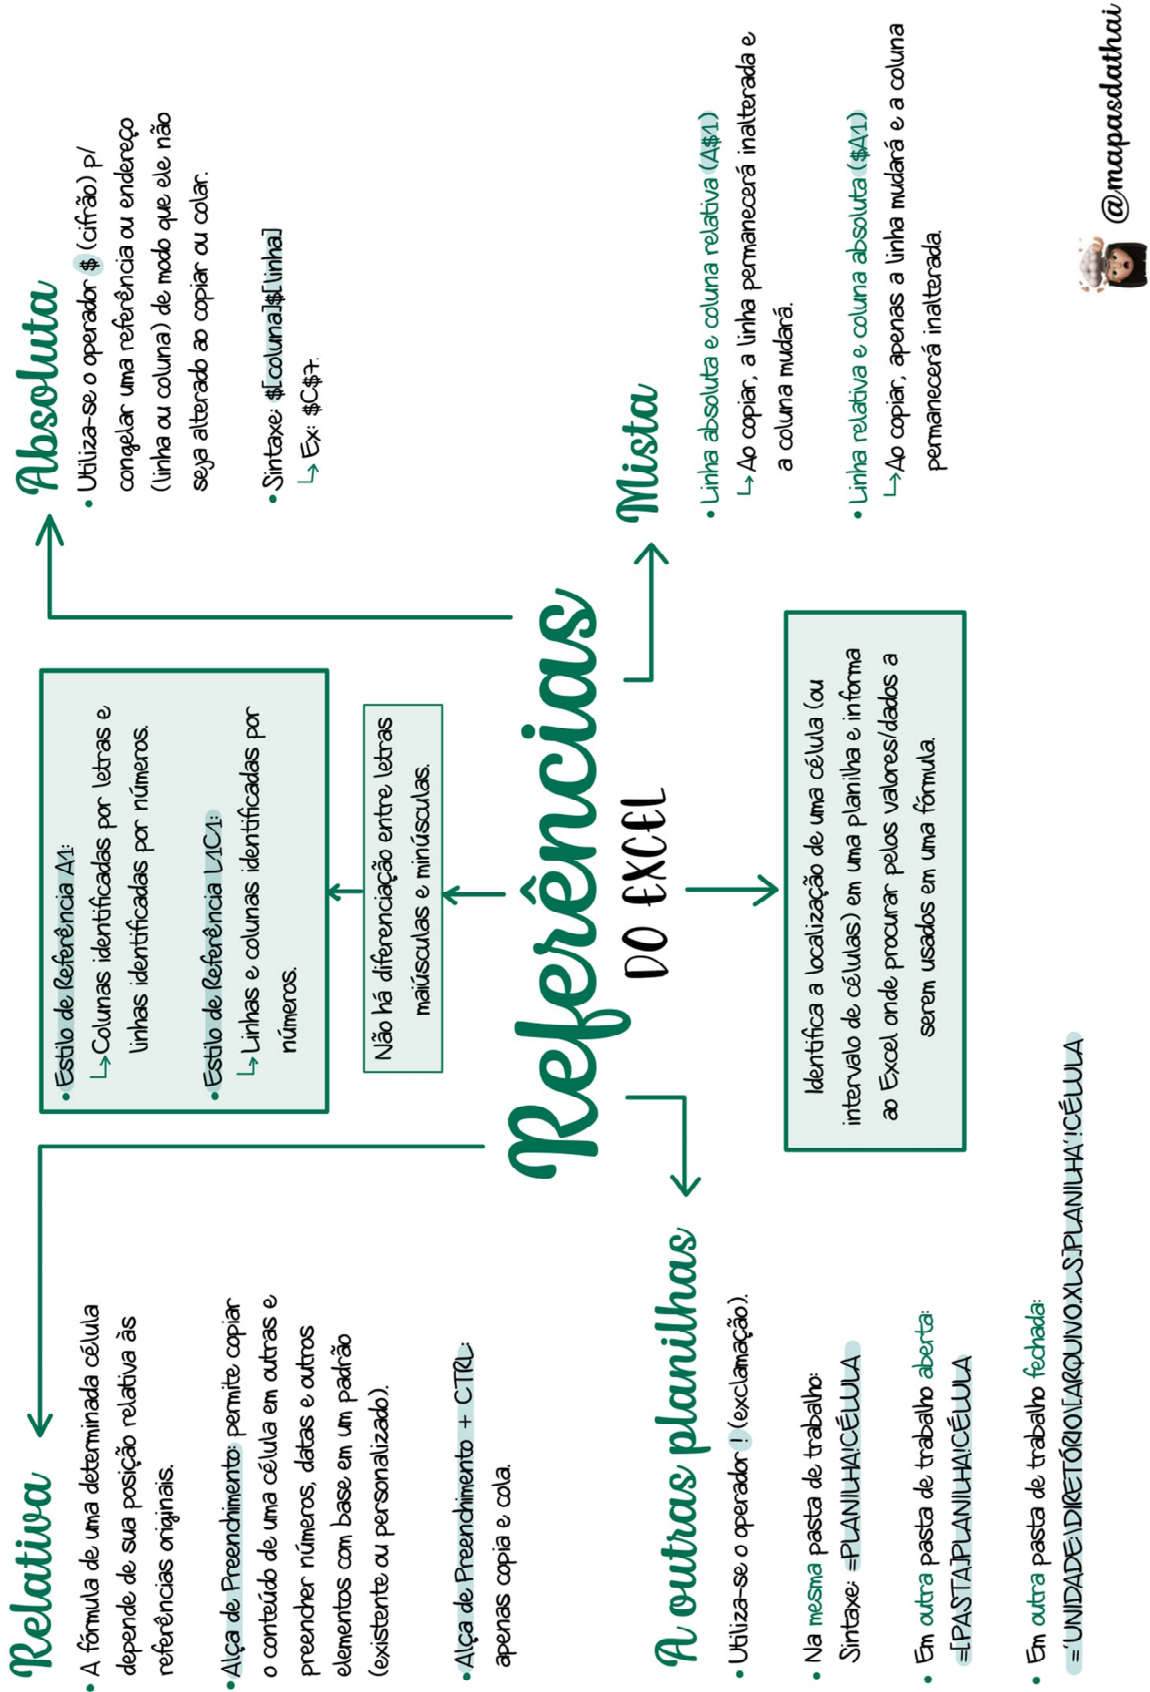 Relativa
• A fórmula de uma determinada célula
depende de sua posição relativa às
referências originais.
• Alça de Preenchimento: permite copiar
o conteúdo de uma célula em outras e
preencher números, datas e outros
elementos com base em um padrão
(existente ou personalizado).
• Alça de Preenchimento + CTRL:
apenas copia e cola.
• Estilo de Referência A1:
↳ Colunas identificadas por letras e
linhas identificadas por números.
• Estilo de Referência L1C1:
↳ Linhas e colunas identificadas por
números.
Não há diferenciação entre letras
maiúsculas e minúsculas.
Absoluta
• Utiliza-se o operador $ (cifrão) p/
congelar uma referência ou endereço
(linha ou coluna) de modo que ele não
seja alterado ao copiar ou colar.
• Sintaxe: $[coluna]$[linha]
↳ Ex: $C$7.
Referências
DO EXCEL
A outras planilhas
• Utiliza-se o operador ! (exclamação).
• Na mesma pasta de trabalho:
Sintaxe: =PLANILHA!CÉLULA
• Em outra pasta de trabalho aberta:
=[PASTA]PLANILHA!CÉLULA
• Em outra pasta de trabalho fechada:
='UNIDADE:\DIRETÓRIO\[ARQUIVO.XLS]PLANILHA'!CÉLULA
Identifica a localização de uma célula (ou
intervalo de células) em uma planilha e informa
ao Excel onde procurar pelos valores/dados a
serem usados em uma fórmula.
Mista
• Linha absoluta e coluna relativa (A$1)
↳ Ao copiar, a linha permanecerá inalterada e
a coluna mudará.
• Linha relativa e coluna absoluta ($A1)
↳ Ao copiar, apenas a linha mudará e a coluna
permanecerá inalterada.
@mapasdathai